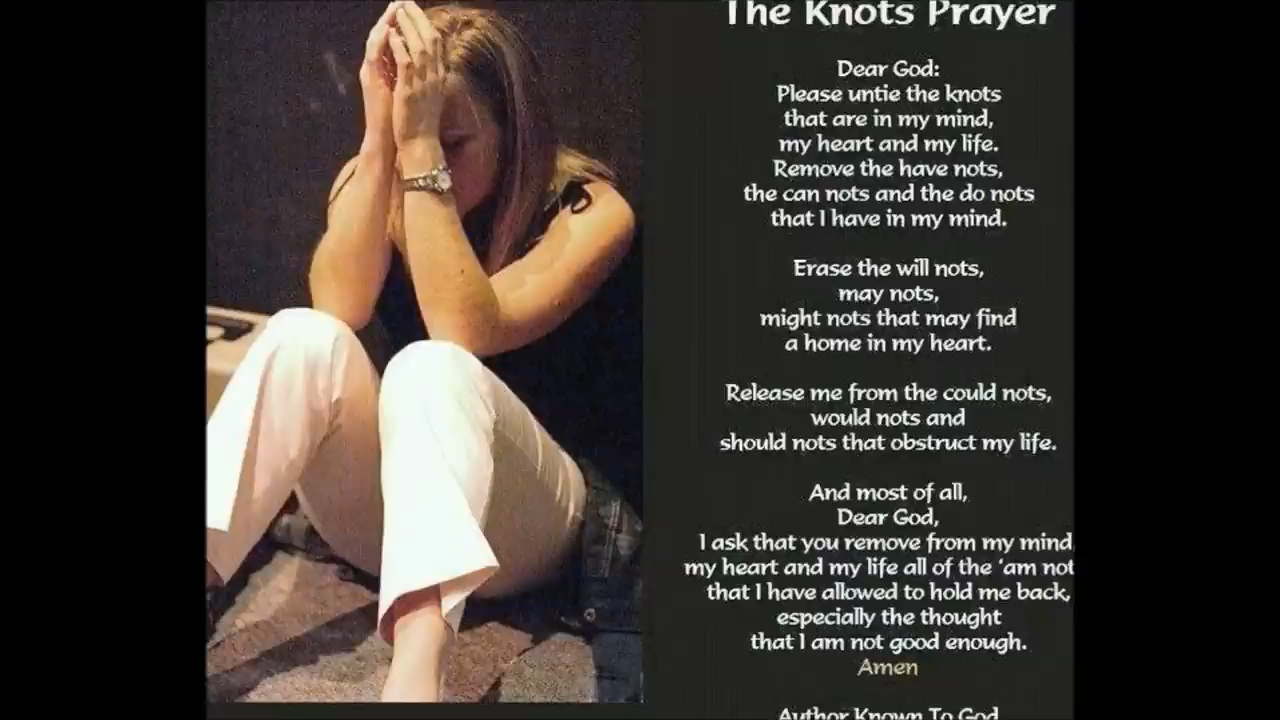 The Knots Prayer
Dear God:
Please untie the knots
that are in my mind,
my heart and my life.
Remove the have nots,
the can nots and the do nots
that I have in my mind.
Erase the will nots,
may nots,
might nots that may find
a home in my heart.
Release me from the could nots,
would nots and
should nots that obstruct my life.
And most of all,
Dear God,
I ask that you remove from my mind
my heart and my life all of the 'am not
that I have allowed to hold me back,
especially the thought
that I am not good enough.
Amen
Author Known To God